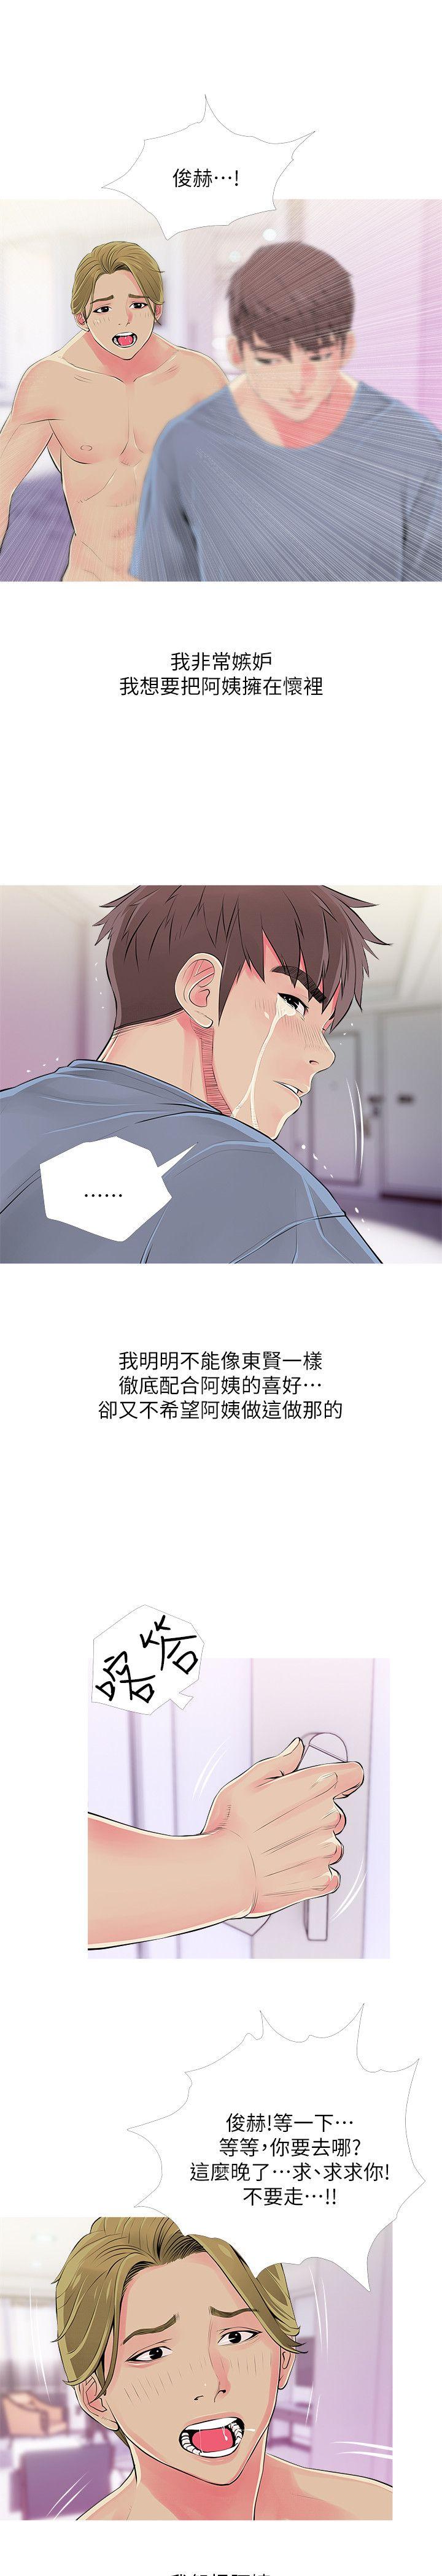 俊赫…!
我非常嫉妒
我想要把阿姨擁在懷裡
……
我明明不能像東賢一樣
徹底配合阿姨的喜好…
卻又不希望阿姨做這做那的
喀答
俊赫!等一下…
等等,你要去哪?
這麼晚了…求、求求你!
不要走…!!